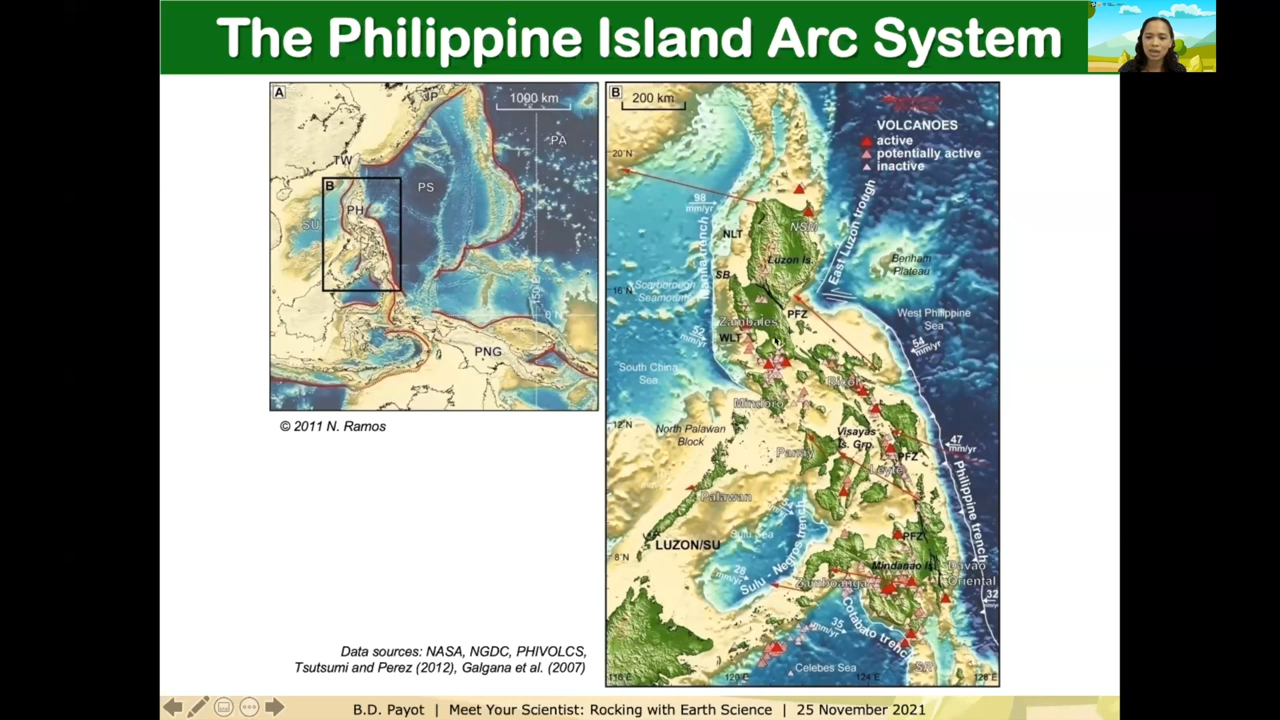 The Philippine Island Arc System
A
1000 km
JP
PA
TW
B
PS
PH
SU
150°E
0°N
PNG
© 2011 N. Ramos
B
200 km
VOLCANOES
active
potentially active
inactive
20°N
98
mm/yr
NLT
NSM
East Luzon trough
Manila trench
Luzon Is.
Benham
Plateau
SB
16°N
Scarborough
Seamount
PFZ
West Philippine
Sea
Zambales
52
mm/yr
WLT
54
mm/yr
South China
Sea
Bicol
Mindoro
12°N
North Palawan
Block
Visayas
Is. Grp.
47
mm/yr
Panay
PFZ
Leyte
Philippine trench
Palawan
Sulu Sea
LUZON/SU
PFZ
8°N
Sulu - Negros trench
28
mm/yr
Mindanao Is.
Davao
Oriental
Zamboanga
32
Cotabato trench
35
mm/yr
Celebes Sea
118°E
120°E
124°E
128°E
Data sources: NASA, NGDC, PHIVOLCS,
Tsutsumi and Perez (2012), Galgana et al. (2007)
B.D. Payot | Meet Your Scientist: Rocking with Earth Science | 25 November 2021